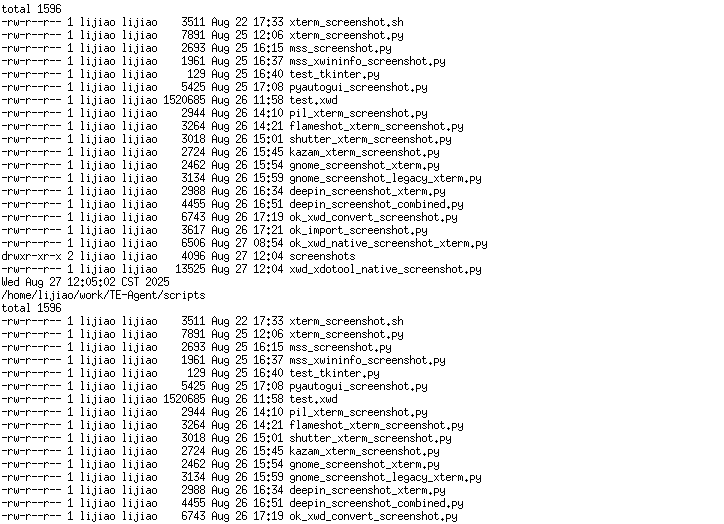 total 1596
-rw-r--r-- 1 lijiao lijiao    3511 Aug 22 17:33 xterm_screenshot.sh
-rw-r--r-- 1 lijiao lijiao    7891 Aug 25 12:06 xterm_screenshot.py
-rw-r--r-- 1 lijiao lijiao    2693 Aug 25 16:15 mss_screenshot.py
-rw-r--r-- 1 lijiao lijiao    1961 Aug 25 16:37 mss_xwininfo_screenshot.py
-rw-r--r-- 1 lijiao lijiao     129 Aug 25 16:40 test_tkinter.py
-rw-r--r-- 1 lijiao lijiao    5425 Aug 25 17:08 pyautogui_screenshot.py
-rw-r--r-- 1 lijiao lijiao 1520685 Aug 26 11:58 test.xwd
-rw-r--r-- 1 lijiao lijiao    2944 Aug 26 14:10 pil_xterm_screenshot.py
-rw-r--r-- 1 lijiao lijiao    3264 Aug 26 14:21 flameshot_xterm_screenshot.py
-rw-r--r-- 1 lijiao lijiao    3018 Aug 26 15:01 shutter_xterm_screenshot.py
-rw-r--r-- 1 lijiao lijiao    2724 Aug 26 15:45 kazam_xterm_screenshot.py
-rw-r--r-- 1 lijiao lijiao    2462 Aug 26 15:54 gnome_screenshot_xterm.py
-rw-r--r-- 1 lijiao lijiao    3134 Aug 26 15:59 gnome_screenshot_legacy_xterm.py
-rw-r--r-- 1 lijiao lijiao    2988 Aug 26 16:34 deepin_screenshot_xterm.py
-rw-r--r-- 1 lijiao lijiao    4455 Aug 26 16:51 deepin_screenshot_combined.py
-rw-r--r-- 1 lijiao lijiao    6743 Aug 26 17:19 ok_xwd_convert_screenshot.py
-rw-r--r-- 1 lijiao lijiao    3617 Aug 26 17:21 ok_import_screenshot.py
-rw-r--r-- 1 lijiao lijiao    6506 Aug 27 08:54 ok_xwd_native_screenshot_xterm.py
drwxr-xr-x 2 lijiao lijiao    4096 Aug 27 12:04 screenshots
-rw-r--r-- 1 lijiao lijiao   13525 Aug 27 12:04 xwd_xdotool_native_screenshot.py
Wed Aug 27 12:05:02 CST 2025
/home/lijiao/work/TE-Agent/scripts
total 1596
-rw-r--r-- 1 lijiao lijiao    3511 Aug 22 17:33 xterm_screenshot.sh
-rw-r--r-- 1 lijiao lijiao    7891 Aug 25 12:06 xterm_screenshot.py
-rw-r--r-- 1 lijiao lijiao    2693 Aug 25 16:15 mss_screenshot.py
-rw-r--r-- 1 lijiao lijiao    1961 Aug 25 16:37 mss_xwininfo_screenshot.py
-rw-r--r-- 1 lijiao lijiao     129 Aug 25 16:40 test_tkinter.py
-rw-r--r-- 1 lijiao lijiao    5425 Aug 25 17:08 pyautogui_screenshot.py
-rw-r--r-- 1 lijiao lijiao 1520685 Aug 26 11:58 test.xwd
-rw-r--r-- 1 lijiao lijiao    2944 Aug 26 14:10 pil_xterm_screenshot.py
-rw-r--r-- 1 lijiao lijiao    3264 Aug 26 14:21 flameshot_xterm_screenshot.py
-rw-r--r-- 1 lijiao lijiao    3018 Aug 26 15:01 shutter_xterm_screenshot.py
-rw-r--r-- 1 lijiao lijiao    2724 Aug 26 15:45 kazam_xterm_screenshot.py
-rw-r--r-- 1 lijiao lijiao    2462 Aug 26 15:54 gnome_screenshot_xterm.py
-rw-r--r-- 1 lijiao lijiao    3134 Aug 26 15:59 gnome_screenshot_legacy_xterm.py
-rw-r--r-- 1 lijiao lijiao    2988 Aug 26 16:34 deepin_screenshot_xterm.py
-rw-r--r-- 1 lijiao lijiao    4455 Aug 26 16:51 deepin_screenshot_combined.py
-rw-r--r-- 1 lijiao lijiao    6743 Aug 26 17:19 ok_xwd_convert_screenshot.py